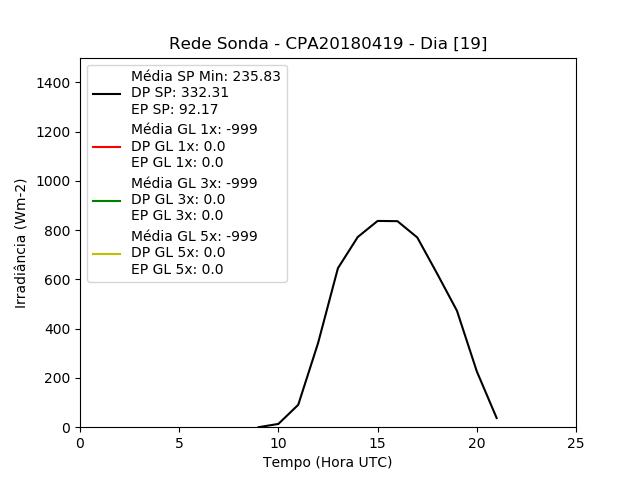 Rede Sonda - CPA20180419 - Dia [19]
Média SP Min: 235.83
DP SP: 332.31
EP SP: 92.17
Média GL 1x: -999
DP GL 1x: 0.0
EP GL 1x: 0.0
Média GL 3x: -999
DP GL 3x: 0.0
EP GL 3x: 0.0
Média GL 5x: -999
DP GL 5x: 0.0
EP GL 5x: 0.0
Irradiância (Wm-2)
1400
1200
1000
800
600
400
200
0
0 5 10 15 20 25
Tempo (Hora UTC)